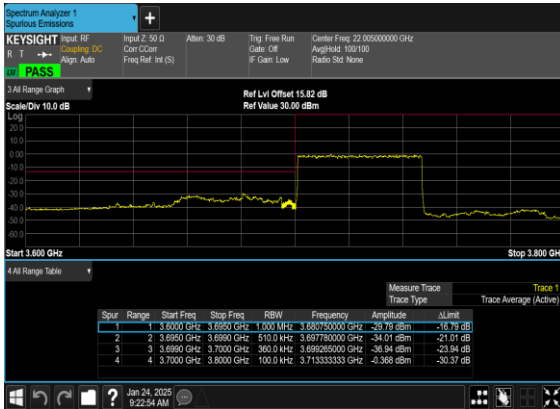 Spectrum Analyzer 1
Spurious Emissions
KEYSIGHT
R T
LXI PASS
Input: RF
Coupling: DC
Align: Auto
Input Z: 50 Ω
Corr CCorr
Freq Ref: Int (S)
Atten: 30 dB
Trig: Free Run
Gate: Off
IF Gain: Low
Center Freq: 22.005000000 GHz
Avg|Hold: 100/100
Radio Std: None
3 All Range Graph
Scale/Div 10.0 dB
Ref Lvl Offset 15.82 dB
Ref Value 30.00 dBm
Log
20.0
10.0
0.00
-10.0
-20.0
-30.0
-40.0
-50.0
-60.0
Start 3.600 GHz
Stop 3.800 GH
4 All Range Table
Measure Trace Trace 1
Trace Type Trace Average (Active)
Spur Range Start Freq Stop Freq RBW Frequency Amplitude ΔLimit
1 1 3.6000 GHz 3.6950 GHz 1.000 MHz 3.680750000 GHz -29.79 dBm -16.79 dB
2 2 3.6950 GHz 3.6990 GHz 510.0 kHz 3.697780000 GHz -34.01 dBm -21.01 dB
3 3 3.6990 GHz 3.7000 GHz 360.0 kHz 3.699265000 GHz -36.94 dBm -23.94 dB
4 4 3.7000 GHz 3.8000 GHz 100.0 kHz 3.713333333 GHz -0.368 dBm -30.37 dB
?
Jan 24, 2025
9:22:54 AM